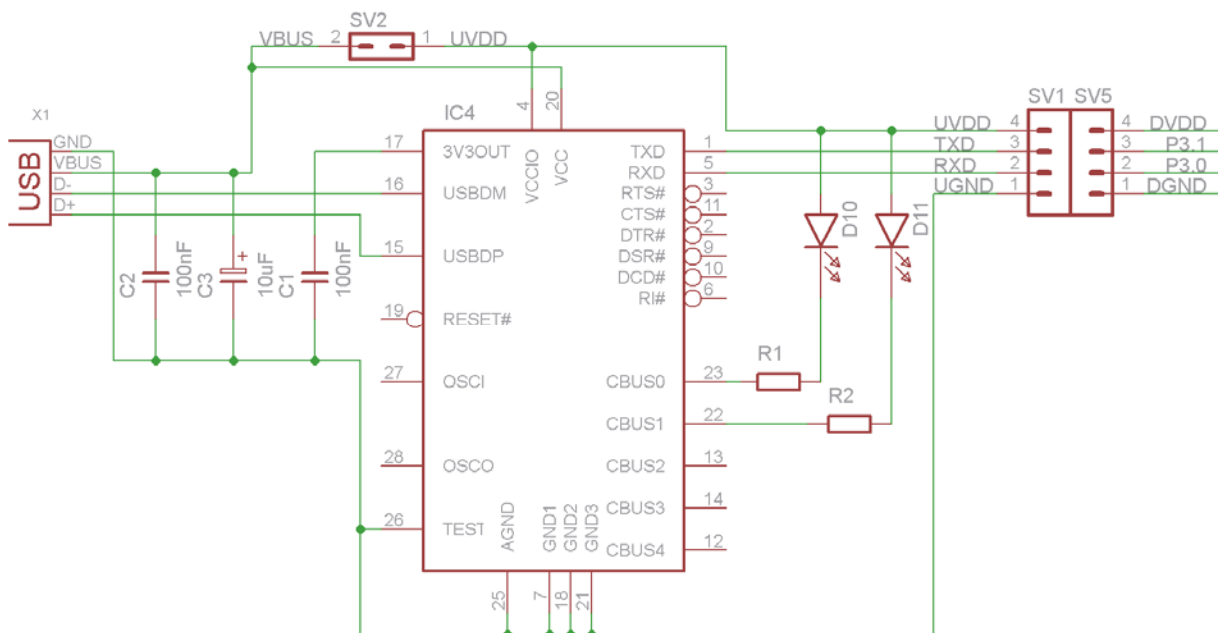 SV2
VBUS 2 1 UVDD
X1
USB
GND
VBUS
D-
D+
IC4
4 20
VCCIO VCC
17 3V3OUT
16 USBDM
15 USBDP
19 RESET#
27 OSCI
28 OSCO
26 TEST
TXD 1
RXD 5
RTS# 3
CTS# 11
DTR# 2
DSR# 9
DCD# 10
RI# 6
CBUS0 23
CBUS1 22
CBUS2 13
CBUS3 14
CBUS4 12
AGND GND1 GND2 GND3
25 7 18 21
C2 100nF
C3 10uF +
C1 100nF
D10 D11
R1
R2
SV1 SV5
UVDD 4 4 DVDD
TXD 3 3 P3.1
RXD 2 2 P3.0
UGND 1 1 DGND